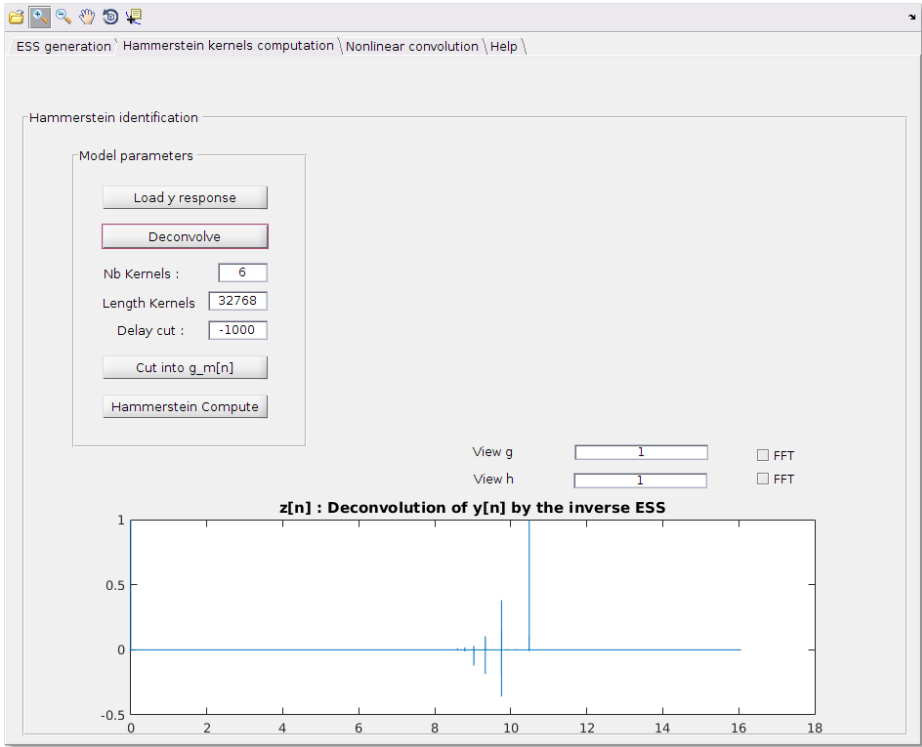 ESS generation Hammerstein kernels computation Nonlinear convolution Help
Hammerstein identification
Model parameters
Load y response
Deconvolve
Nb Kernels : 6
Length Kernels 32768
Delay cut : -1000
Cut into g_m[n]
Hammerstein Compute
View g 1 FFT
View h 1 FFT
z[n] : Deconvolution of y[n] by the inverse ESS
1
0.5
0
-0.5
0 2 4 6 8 10 12 14 16 18